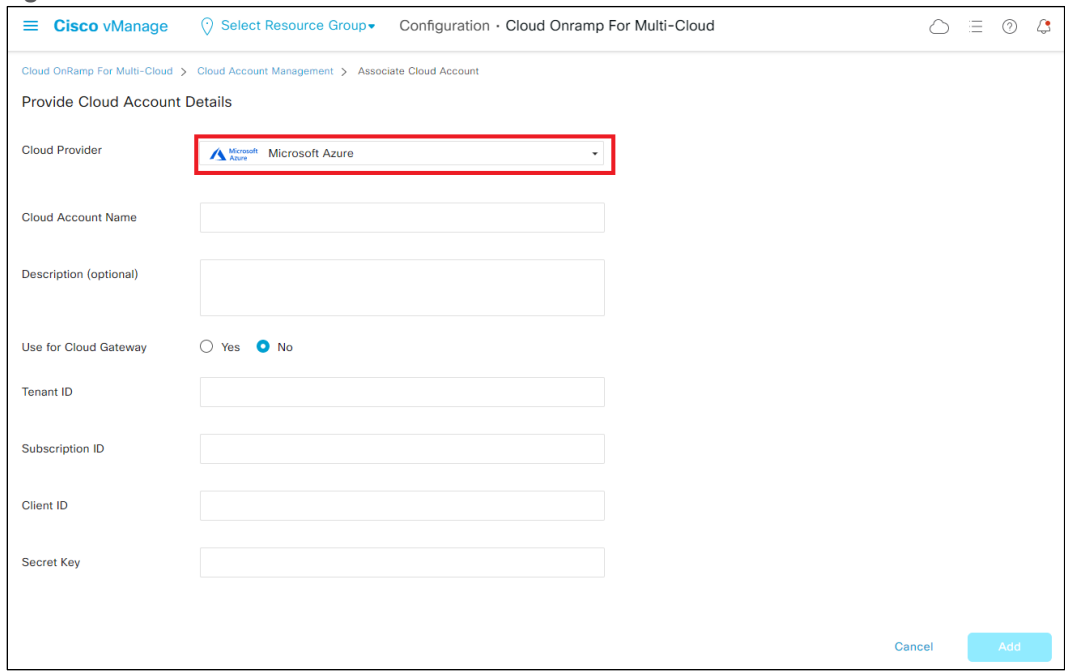 Cisco vManage Select Resource Group Configuration · Cloud Onramp For Multi-Cloud
Cloud OnRamp For Multi-Cloud > Cloud Account Management > Associate Cloud Account
Provide Cloud Account Details
Cloud Provider
Microsoft Azure Microsoft Azure
Cloud Account Name
Description (optional)
Use for Cloud Gateway Yes No
Tenant ID
Subscription ID
Client ID
Secret Key
Cancel Add